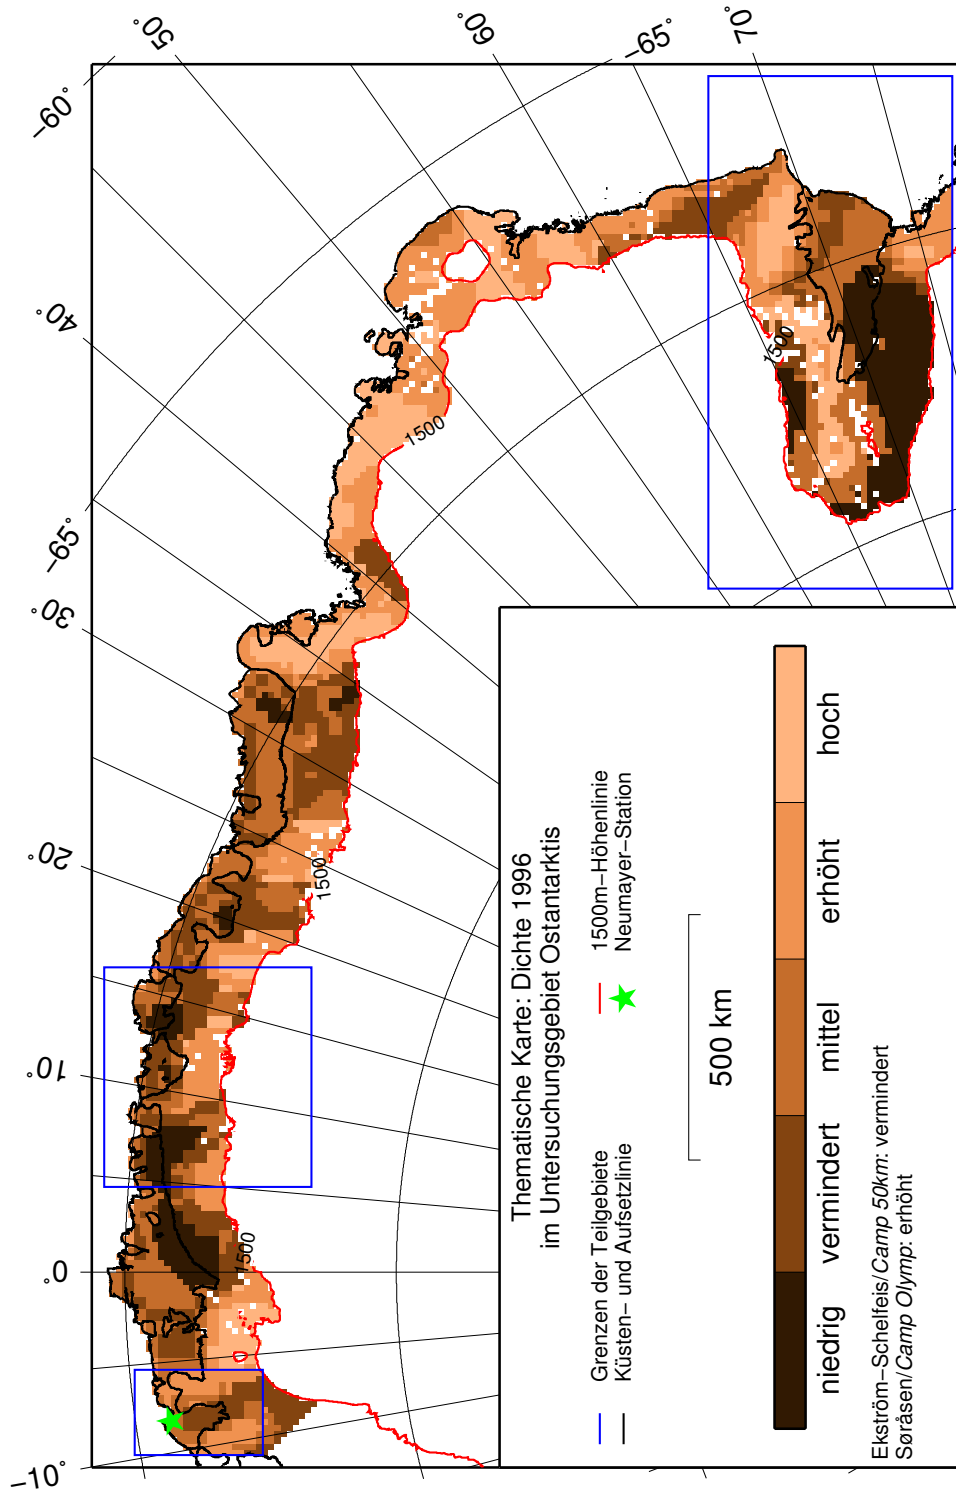 -10°
0°
10°
20°
30°
-65°
40°
-60°
50°
60°
-65°
70°
1500
1500
1500
1500
Thematische Karte: Dichte 1996
im Untersuchungsgebiet Ostantarktis
Grenzen der Teilgebiete
Küsten- und Aufsetzlinie
1500m-Höhenlinie
Neumayer-Station
500 km
niedrig
vermindert
mittel
erhöht
hoch
Ekström-Schelfeis/Camp 50km: vermindert
Søråsen/Camp Olymp: erhöht